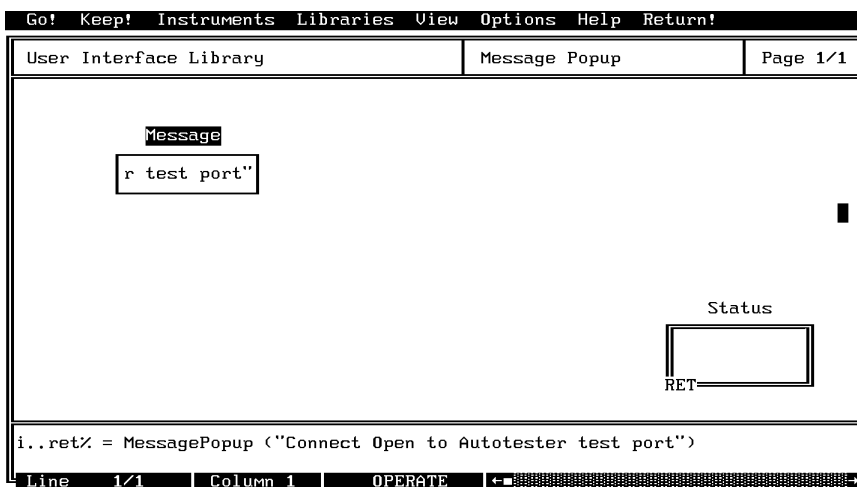 Go! Keep! Instruments Libraries View Options Help Return!
User Interface Library Message Popup Page 1/1
Message
r test port"
Status
RET
i..ret% = MessagePopup ("Connect Open to Autotester test port")
Line 1/1 Column 1 OPERATE